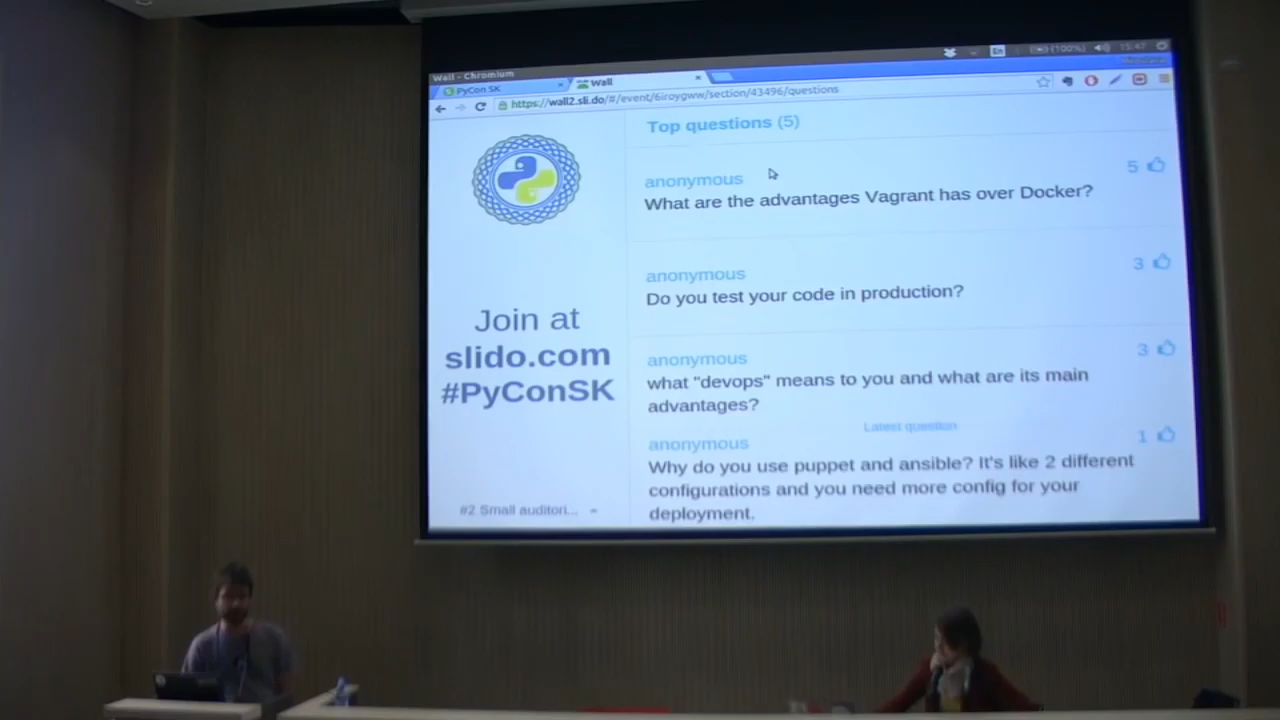 Wall - Chromium
En
(100%)
15:47
PyCon SK
Wall
https://wall2.sli.do/#/event/6iroygww/section/43496/questions
Top questions (5)
anonymous
5
What are the advantages Vagrant has over Docker?
anonymous
3
Do you test your code in production?
anonymous
3
what "devops" means to you and what are its main
advantages?
Latest question
anonymous
1
Why do you use puppet and ansible? It's like 2 different
configurations and you need more config for your
deployment.
Join at
slido.com
#PyConSK
#2 Small auditori...